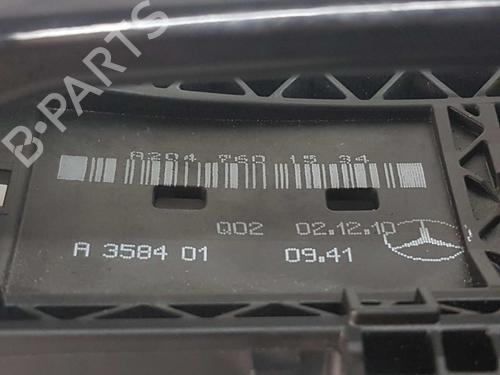 B-PARTS
A204 760 15 34
Q02 02.12.10
A 3584 01 09.41